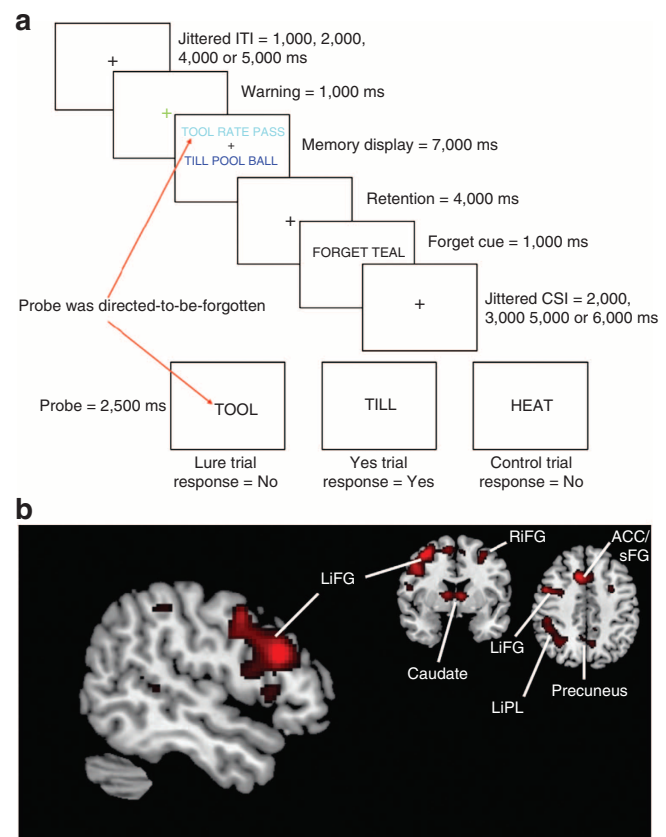 a
Jittered ITI = 1,000, 2,000,
4,000 or 5,000 ms
+
Warning = 1,000 ms
+
TOOL RATE PASS
+
TILL POOL BALL
Memory display = 7,000 ms
Retention = 4,000 ms
+
FORGET TEAL
Forget cue = 1,000 ms
+
Jittered CSI = 2,000,
3,000 5,000 or 6,000 ms
Probe was directed-to-be-forgotten
Probe = 2,500 ms
TOOL
TILL
HEAT
Lure trial
response = No
Yes trial
response = Yes
Control trial
response = No
b
LiFG
RiFG
ACC/
sFG
Caudate
LiFG
LiPL
Precuneus